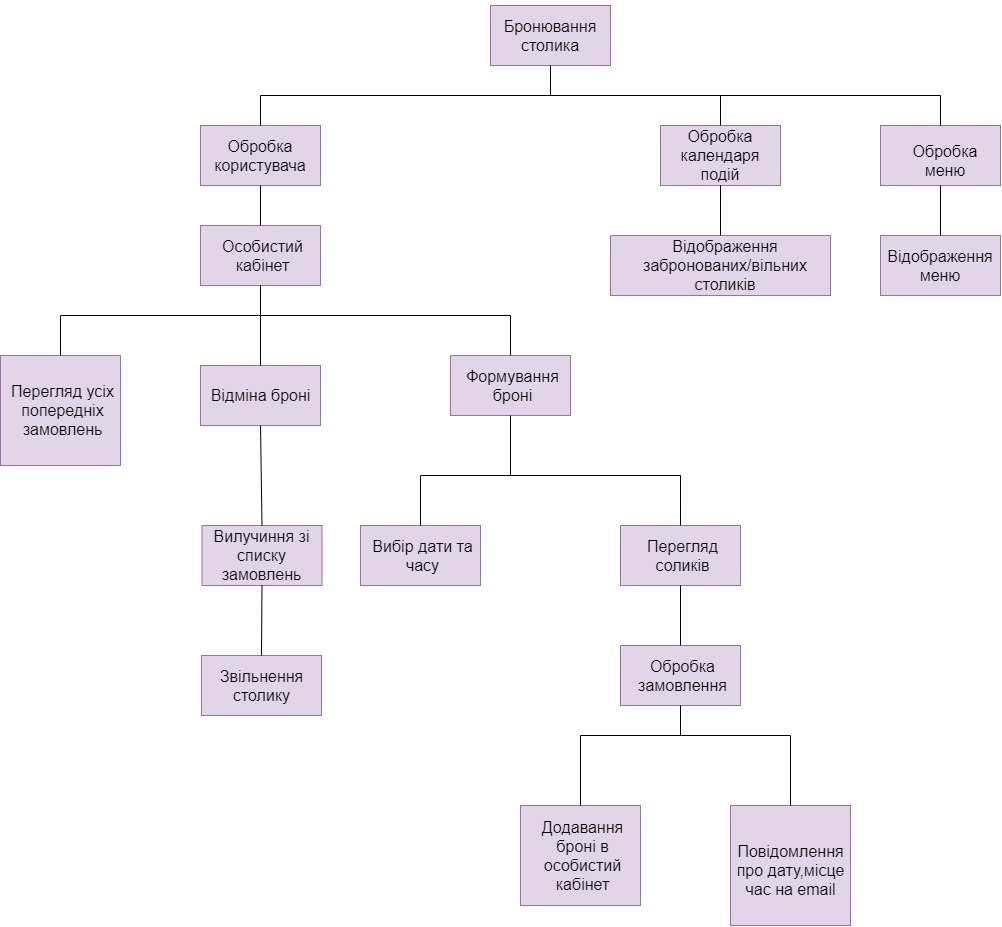 Бронювання
столика
Обробка
користувача
Обробка
календаря
подій
Обробка
меню
Особистий
кабінет
Відображення
забронованих/вільних
столиків
Відображення
меню
Перегляд усіх
попередніх
замовлень
Відміна броні
Формування
броні
Вилучиння зі
списку
замовлень
Вибір дати та
часу
Перегляд
соликів
Звільнення
столику
Обробка
замовлення
Додавання
броні в
особистий
кабінет
Повідомлення
про дату,місце
час на email